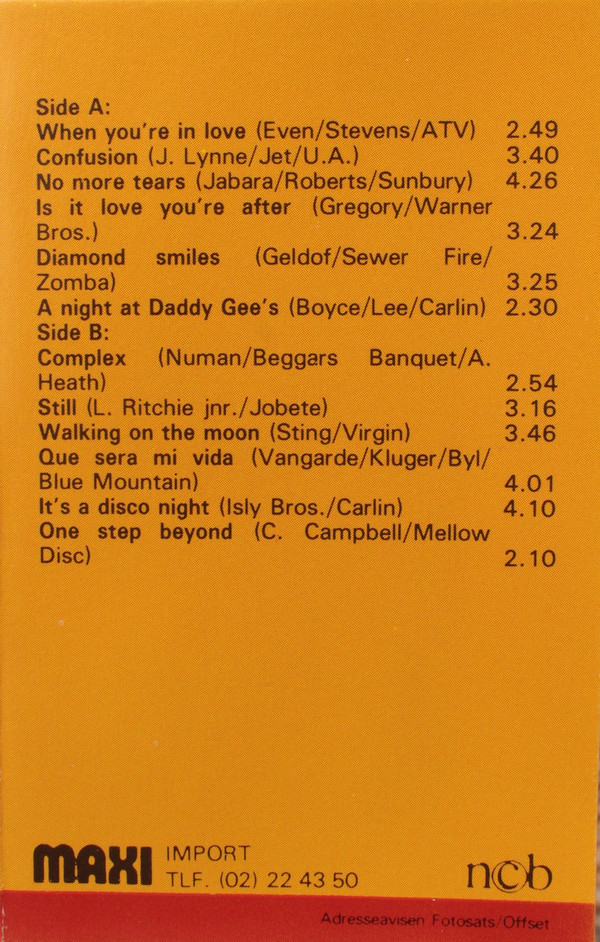 Side A:
When you're in love (Even/Stevens/ATV) 2.49
Confusion (J. Lynne/Jet/U.A.) 3.40
No more tears (Jabara/Roberts/Sunbury) 4.26
Is it love you're after (Gregory/Warner
Bros.) 3.24
Diamond smiles (Geldof/Sewer Fire/
Zomba) 3.25
A night at Daddy Gee's (Boyce/Lee/Carlin) 2.30
Side B:
Complex (Numan/Beggars Banquet/A.
Heath) 2.54
Still (L. Ritchie jnr./Jobete) 3.16
Walking on the moon (Sting/Virgin) 3.46
Que sera mi vida (Vangarde/Kluger/Byl/
Blue Mountain) 4.01
It's a disco night (Isly Bros./Carlin) 4.10
One step beyond (C. Campbell/Mellow
Disc) 2.10
MAXI IMPORT
TLF. (02) 22 43 50
ncb
Adresseavisen Fotosats/Offset